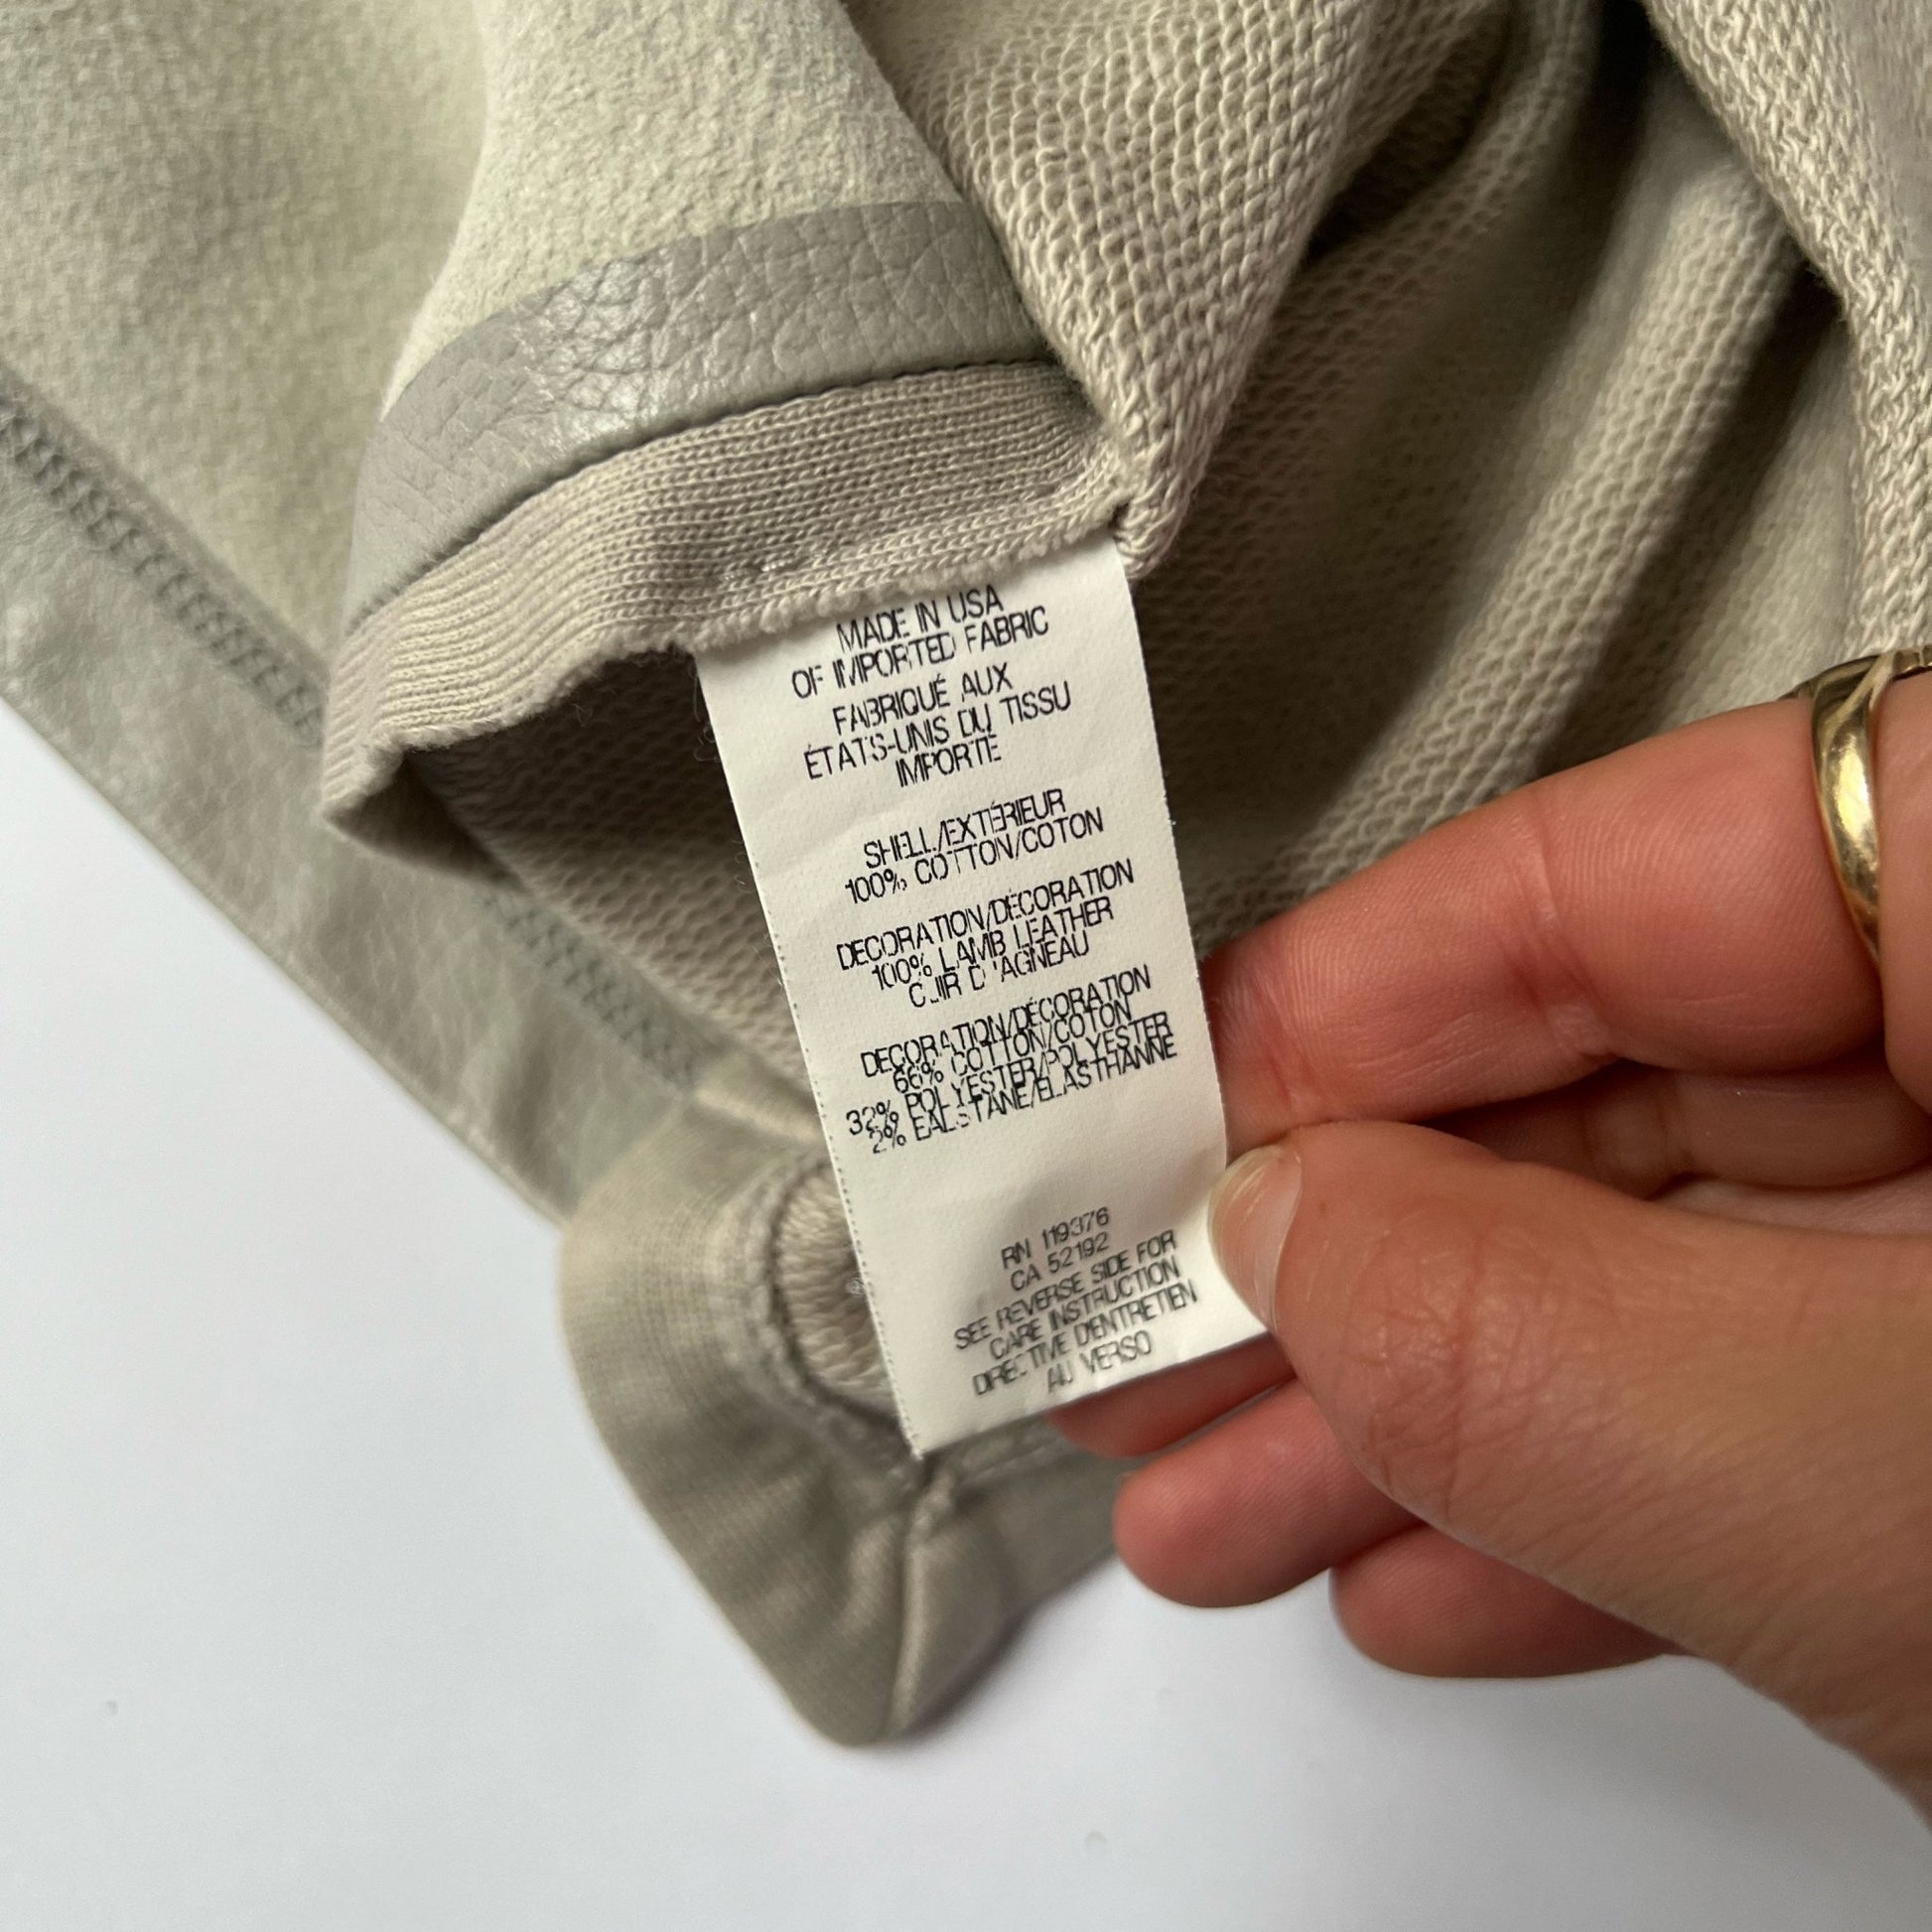 MADE IN USA
OF IMPORTED FABRIC
FABRIQUÉ AUX
ÉTATS-UNIS DU TISSU
IMPORTÉ
SHELL/EXTÉRIEUR
100% COTTON/COTON
DECORATION/DÉCORATION
100% LAMB LEATHER
CUIR D'AGNEAU
DECORATION/DÉCORATION
66% COTTON/COTON
32% POLYESTER/POLYESTER
2% EALSTANE/ELASTHANNE
RN 119376
CA 52192
SEE REVERSE SIDE FOR
CARE INSTRUCTION
DIRECTIVE D'ENTRETIEN
AU VERSO